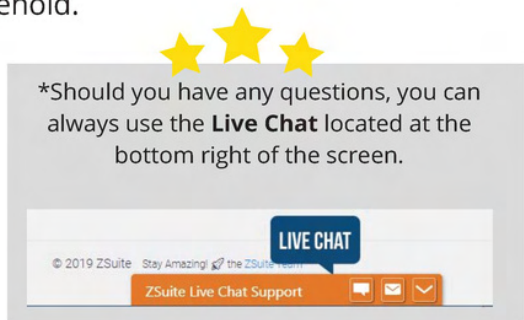 enold.
*Should you have any questions, you can
always use the Live Chat located at the
bottom right of the screen.
LIVE CHAT
© 2019 ZSuite Stay Amazing! the ZSuite Team
ZSuite Live Chat Support